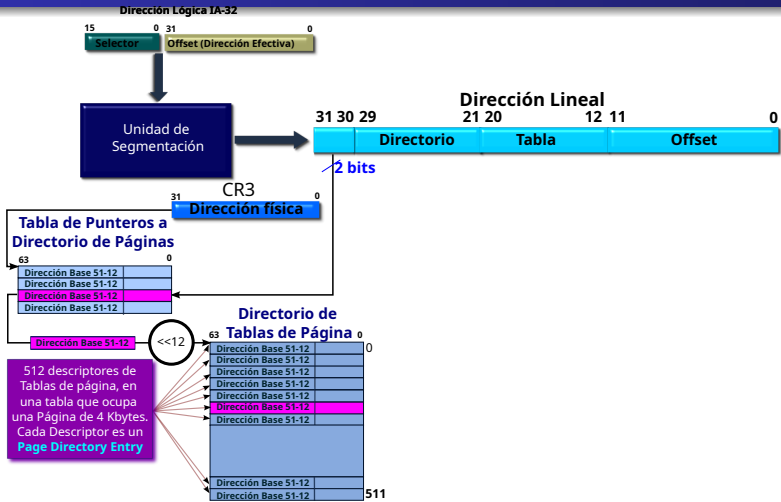 Dirección Lógica IA-32
15 0 31 0
Selector Offset (Dirección Efectiva)
Unidad de
Segmentación
Dirección Lineal
31 30 29 21 20 12 11 0
Directorio Tabla Offset
2 bits
CR3
31 0
Dirección física
Tabla de Punteros a
Directorio de Páginas
63 0
Dirección Base 51-12
Dirección Base 51-12
Dirección Base 51-12
Dirección Base 51-12
Dirección Base 51-12
<<12
Directorio de
Tablas de Página
63 0
Dirección Base 51-12 0
Dirección Base 51-12
Dirección Base 51-12
Dirección Base 51-12
Dirección Base 51-12
Dirección Base 51-12
Dirección Base 51-12
Dirección Base 51-12
Dirección Base 51-12 511
512 descriptores de
Tablas de página, en
una tabla que ocupa
una Página de 4 Kbytes.
Cada Descriptor es un
Page Directory Entry